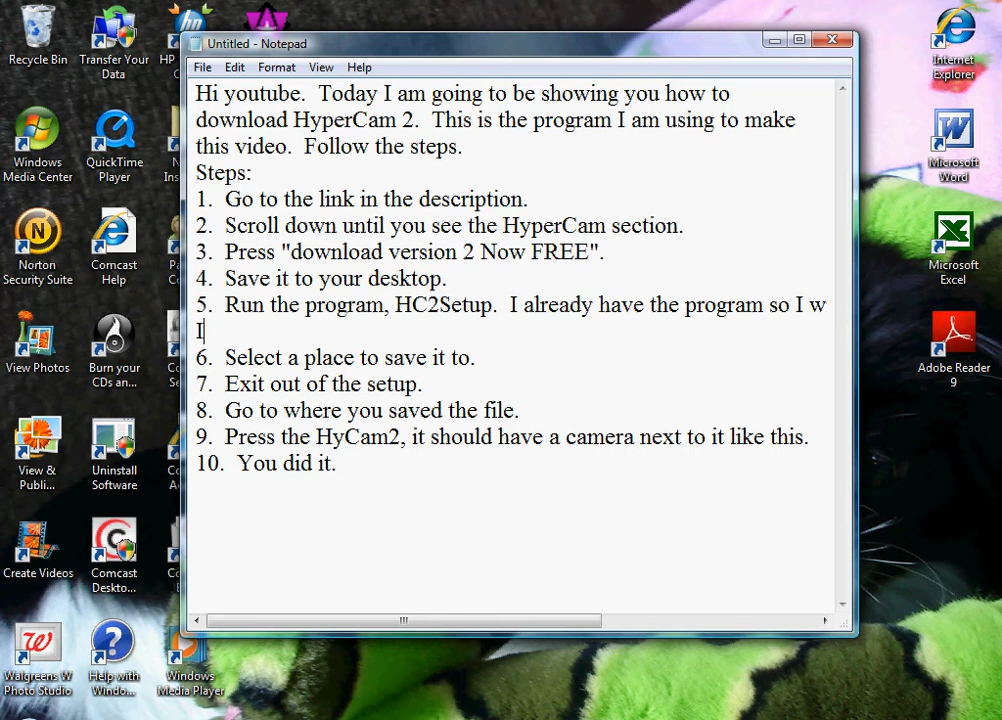 Recycle Bin
Transfer Your
Data
HP
Internet
Explorer
Windows
Media Center
QuickTime
Player
Microsoft
Word
Norton
Security Suite
Comcast
Help
Microsoft
Excel
View Photos
Burn your
CDs an...
Adobe Reader
9
View &
Publi...
Uninstall
Software
Create Videos
Comcast
Deskto...
Walgreens W
Photo Studio
Help with
Windo...
Windows
Media Player
Untitled - Notepad
File Edit Format View Help
Hi youtube. Today I am going to be showing you how to
download HyperCam 2. This is the program I am using to make
this video. Follow the steps.
Steps:
1. Go to the link in the description.
2. Scroll down until you see the HyperCam section.
3. Press "download version 2 Now FREE".
4. Save it to your desktop.
5. Run the program, HC2Setup. I already have the program so I w
I
6. Select a place to save it to.
7. Exit out of the setup.
8. Go to where you saved the file.
9. Press the HyCam2, it should have a camera next to it like this.
10. You did it.